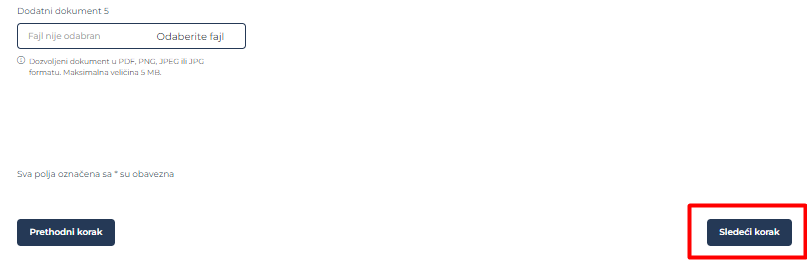 Dodatni dokument 5
Fajl nije odabran Odaberite fajl
Dozvoljeni dokument u PDF, PNG, JPEG ili JPG
formatu. Maksimalna veličina 5 MB.
Sva polja označena sa * su obavezna
Prethodni korak Sledeći korak